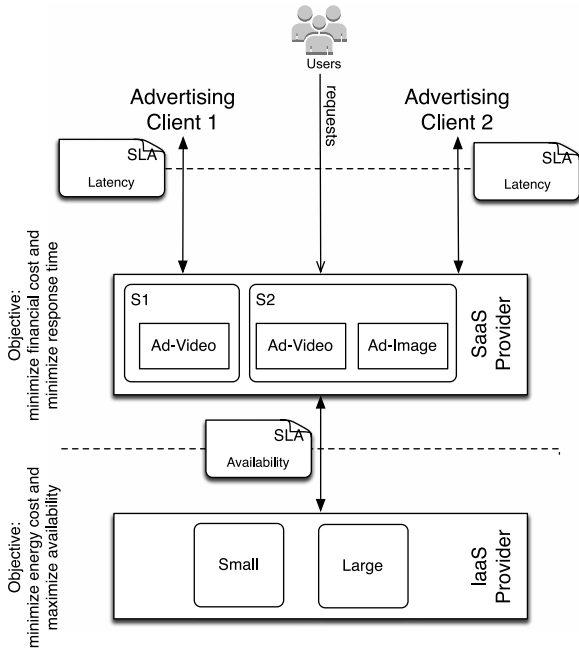 Users
requests
Advertising
Client 1
Advertising
Client 2
SLA
Latency
SLA
Latency
Objective:
minimize financial cost and
minimize response time
S1
Ad-Video
S2
Ad-Video
Ad-Image
SaaS
Provider
SLA
Availability
Objective:
minimize energy cost and
maximize availability
Small
Large
IaaS
Provider